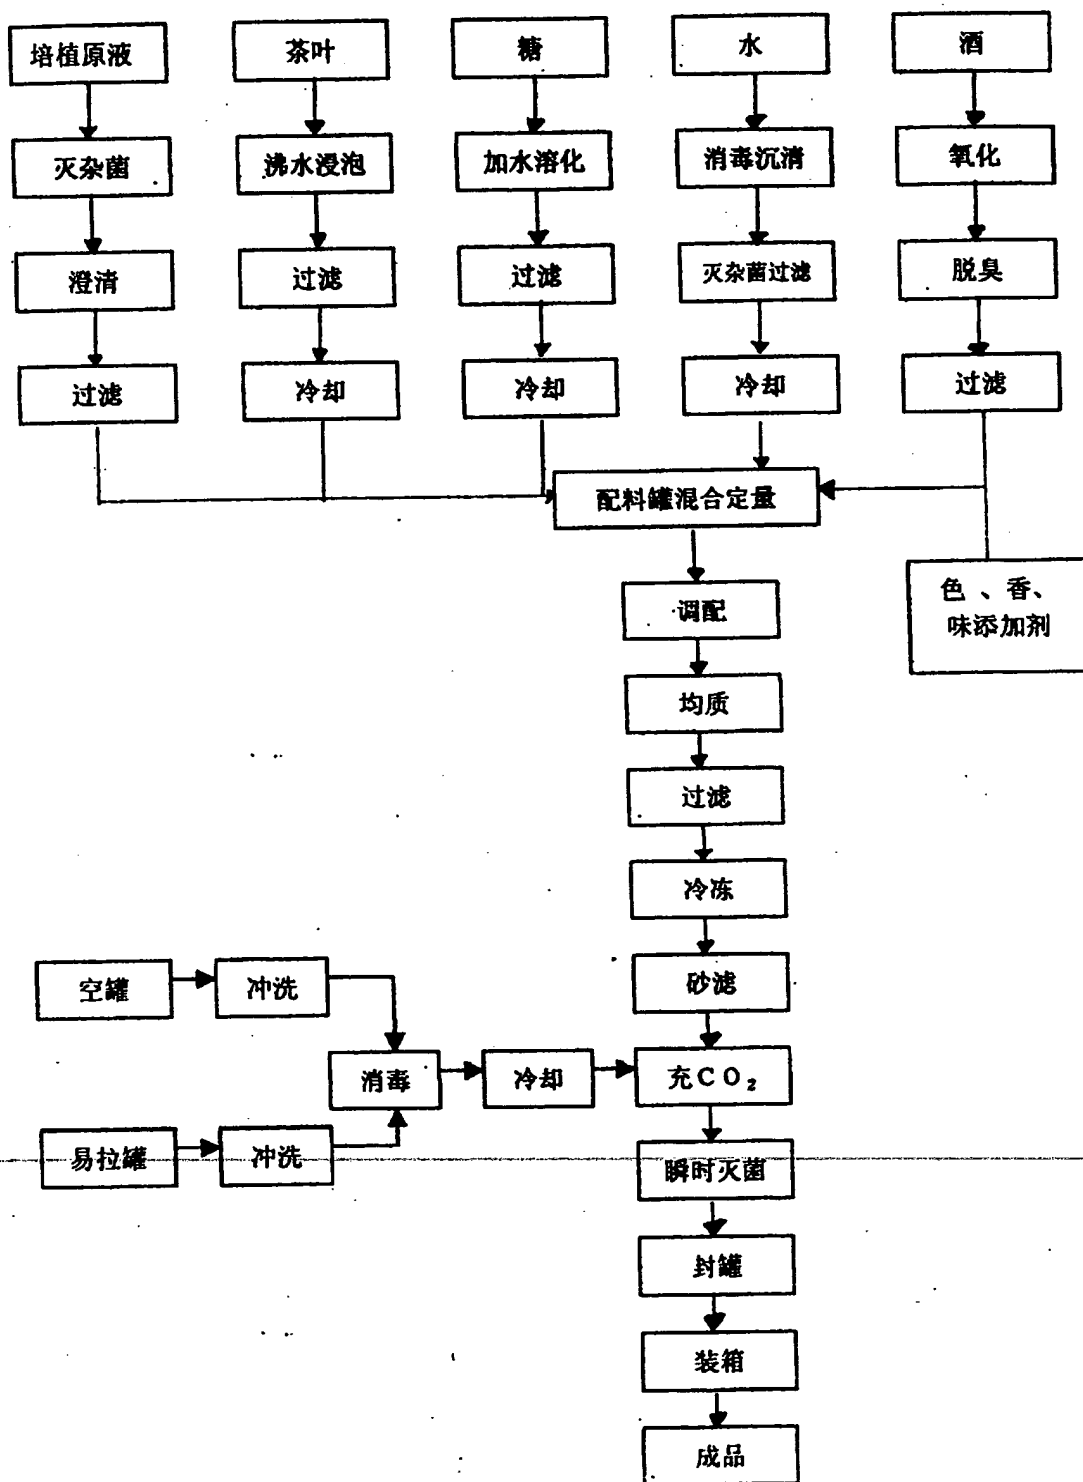 培植原液
茶叶
糖
水
酒
灭杂菌
沸水浸泡
加水溶化
消毒沉清
氧化
澄清
过滤
过滤
灭杂菌过滤
脱臭
过滤
冷却
冷却
冷却
过滤
配料罐混合定量
色、香、
味添加剂
调配
均质
过滤
冷冻
砂滤
空罐
冲洗
消毒
冷却
充CO₂
易拉罐
冲洗
瞬时灭菌
封罐
装箱
成品